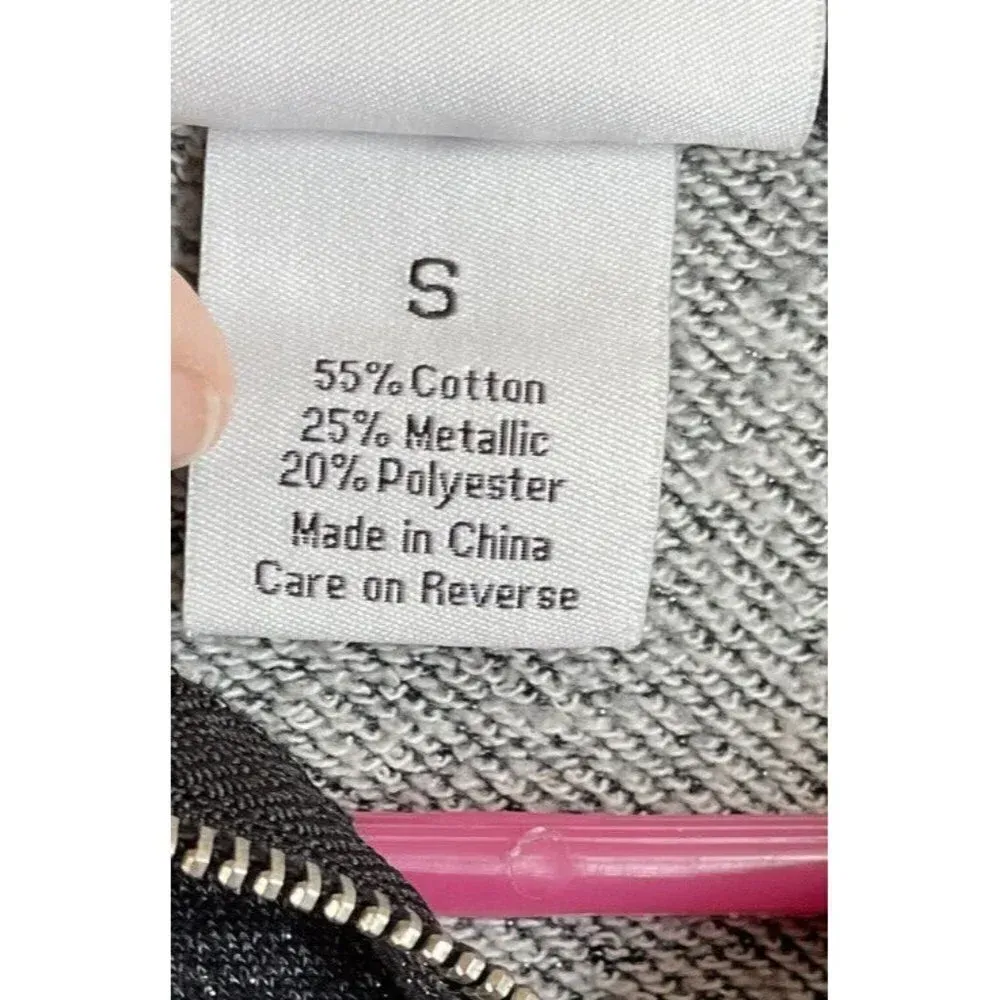 S
55% Cotton
25% Metallic
20% Polyester
Made in China
Care on Reverse